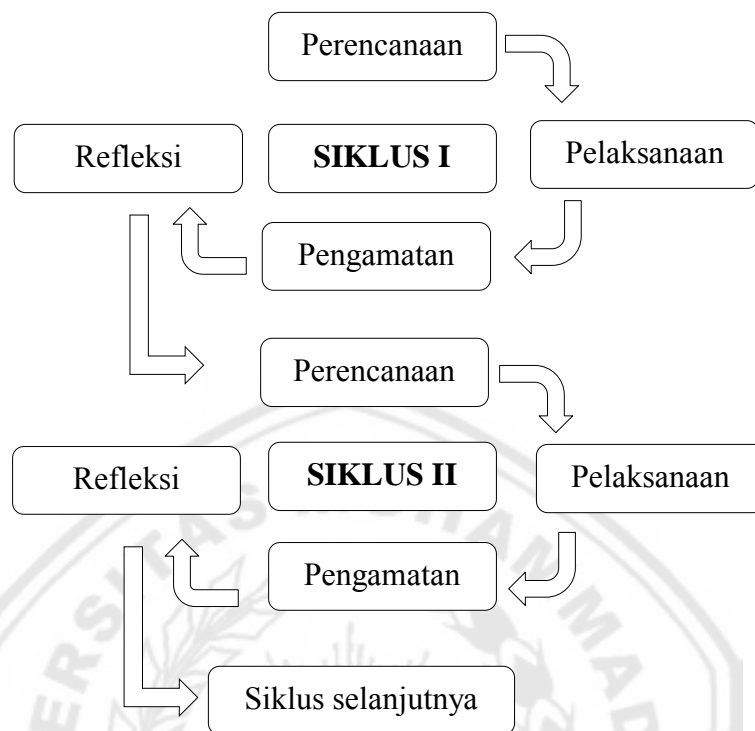 Perencanaan
Refleksi
SIKLUS I
Pelaksanaan
Pengamatan
Perencanaan
Refleksi
SIKLUS II
Pelaksanaan
Pengamatan
Siklus selanjutnya